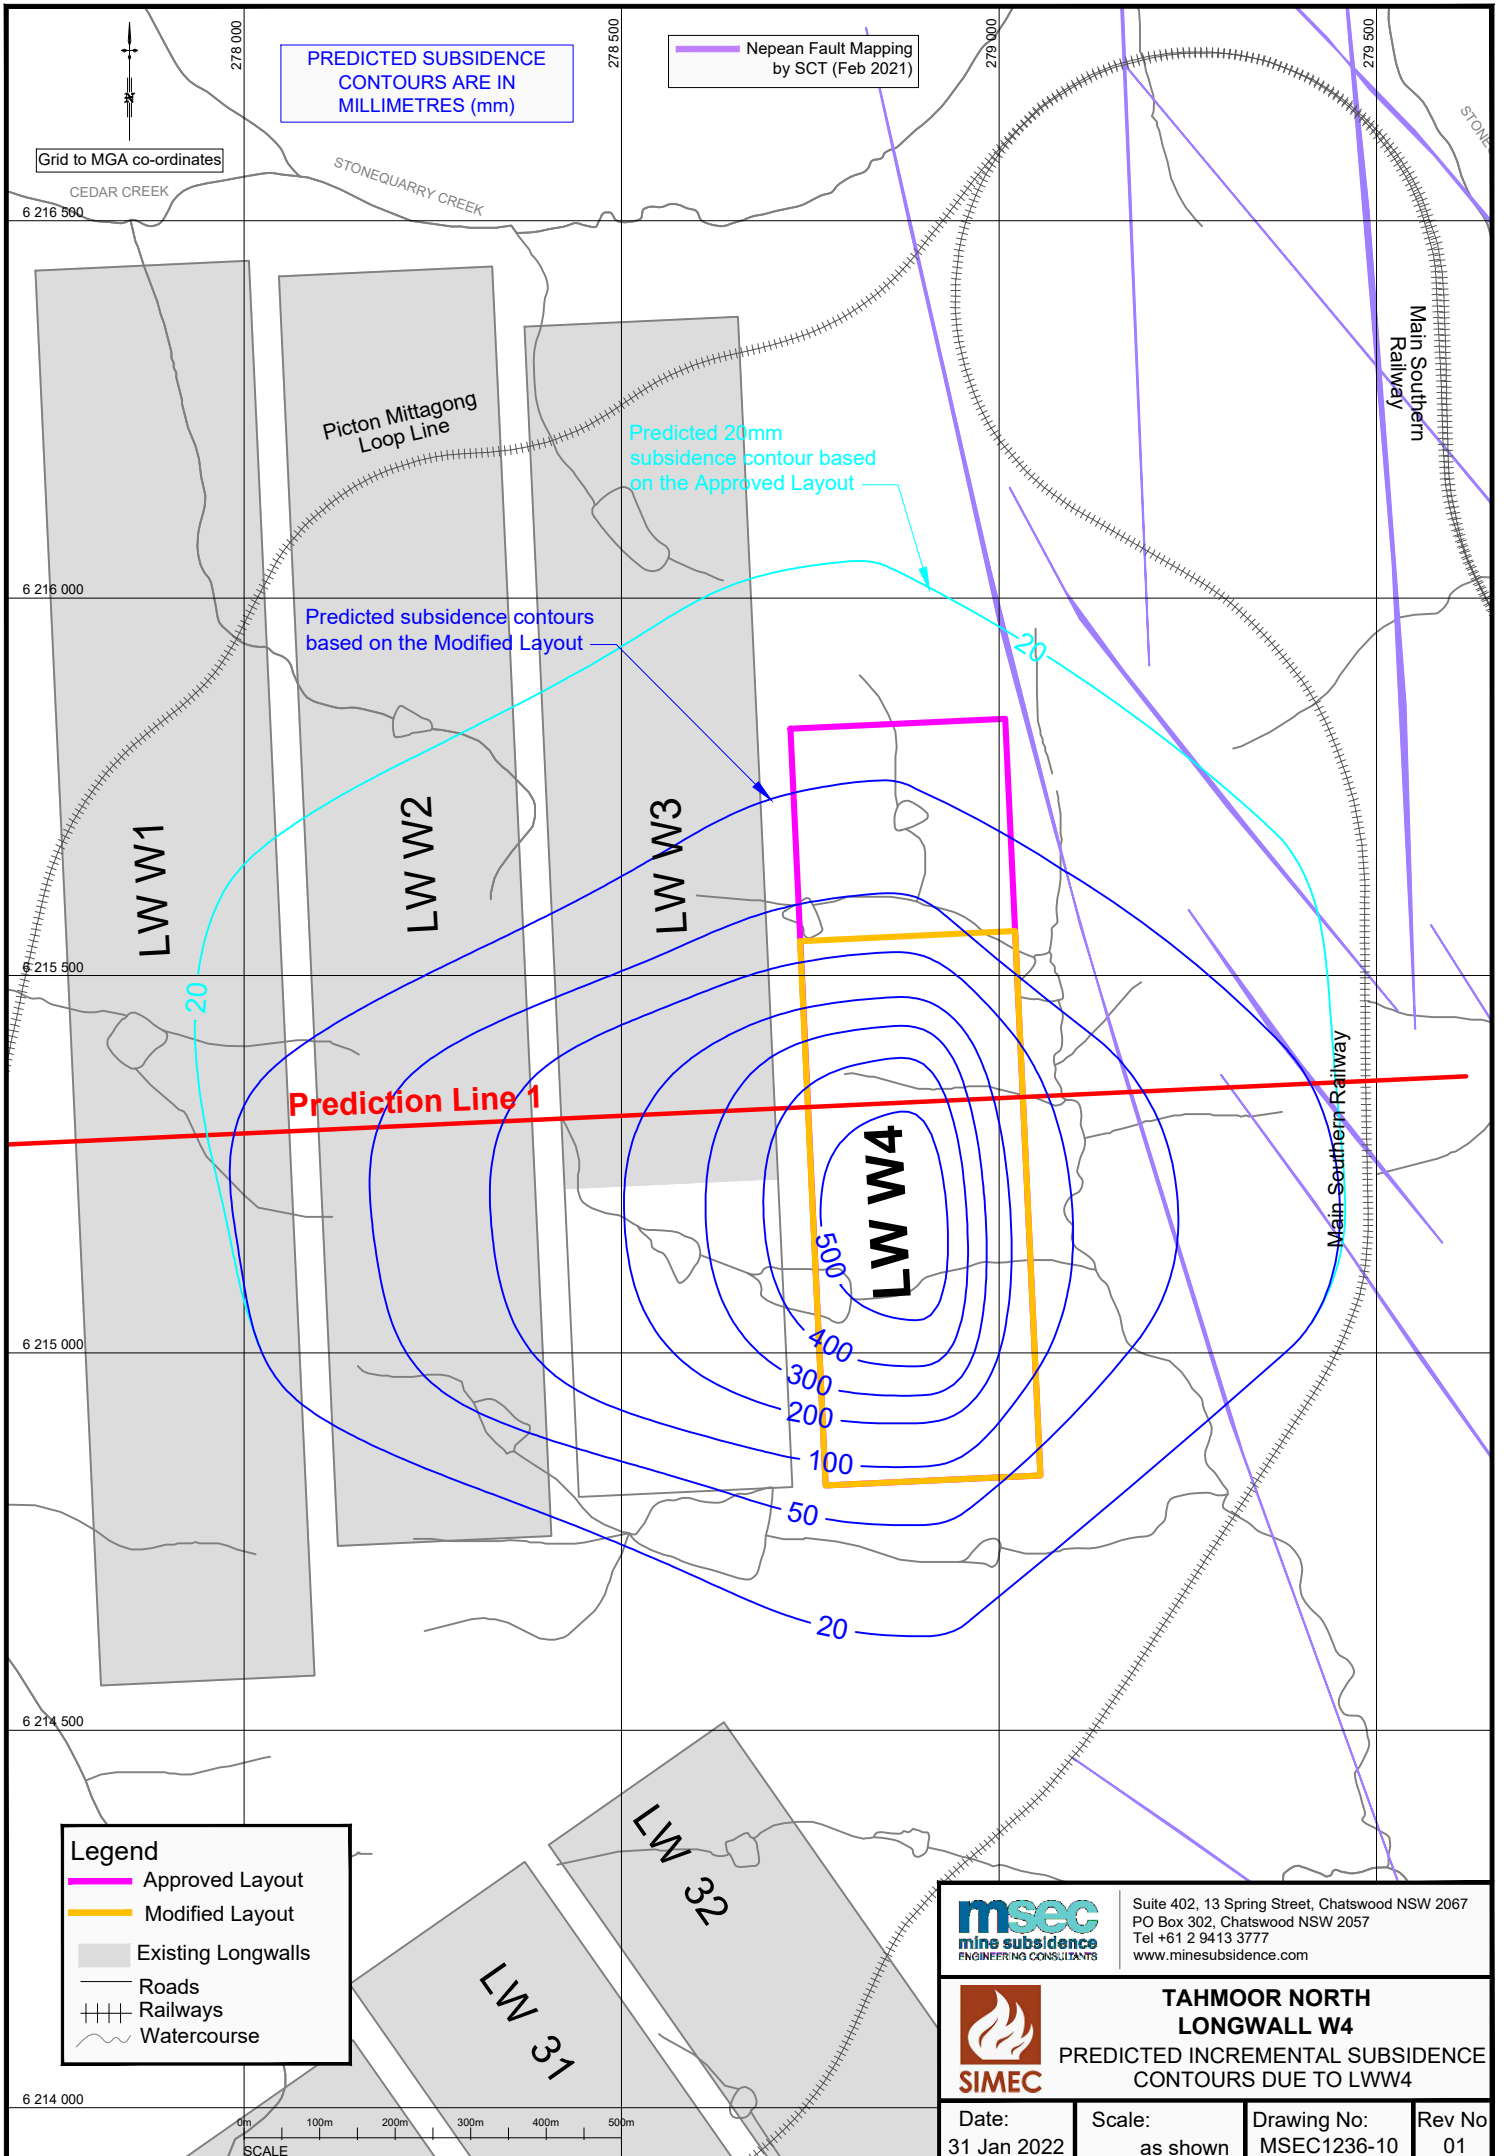 278 000
278 500
279 000
279 500
PREDICTED SUBSIDENCE
CONTOURS ARE IN
MILLIMETRES (mm)
Nepean Fault Mapping
by SCT (Feb 2021)
N
Grid to MGA co-ordinates
CEDAR CREEK
STONEQUARRY CREEK
6 216 500
Main Southern
Railway
Picton Mittagong
Loop Line
Predicted 20mm
subsidence contour based
on the Approved Layout
6 216 000
Predicted subsidence contours
based on the Modified Layout
20
LW W1
LW W2
LW W3
6 215 500
20
Prediction Line 1
Main Southern Railway
LW W4
500
6 215 000
400
300
200
100
50
20
6 214 500
LW 32
LW 31
Legend
Approved Layout
Modified Layout
Existing Longwalls
Roads
Railways
Watercourse
6 214 000
0m
100m
200m
300m
400m
500m
SCALE
msec
mine subsidence
ENGINEERING CONSULTANTS
Suite 402, 13 Spring Street, Chatswood NSW 2067
PO Box 302, Chatswood NSW 2057
Tel +61 2 9413 3777
www.minesubsidence.com
SIMEC
TAHMOOR NORTH
LONGWALL W4
PREDICTED INCREMENTAL SUBSIDENCE
CONTOURS DUE TO LWW4
Date:
31 Jan 2022
Scale:
as shown
Drawing No:
MSEC1236-10
Rev No
01